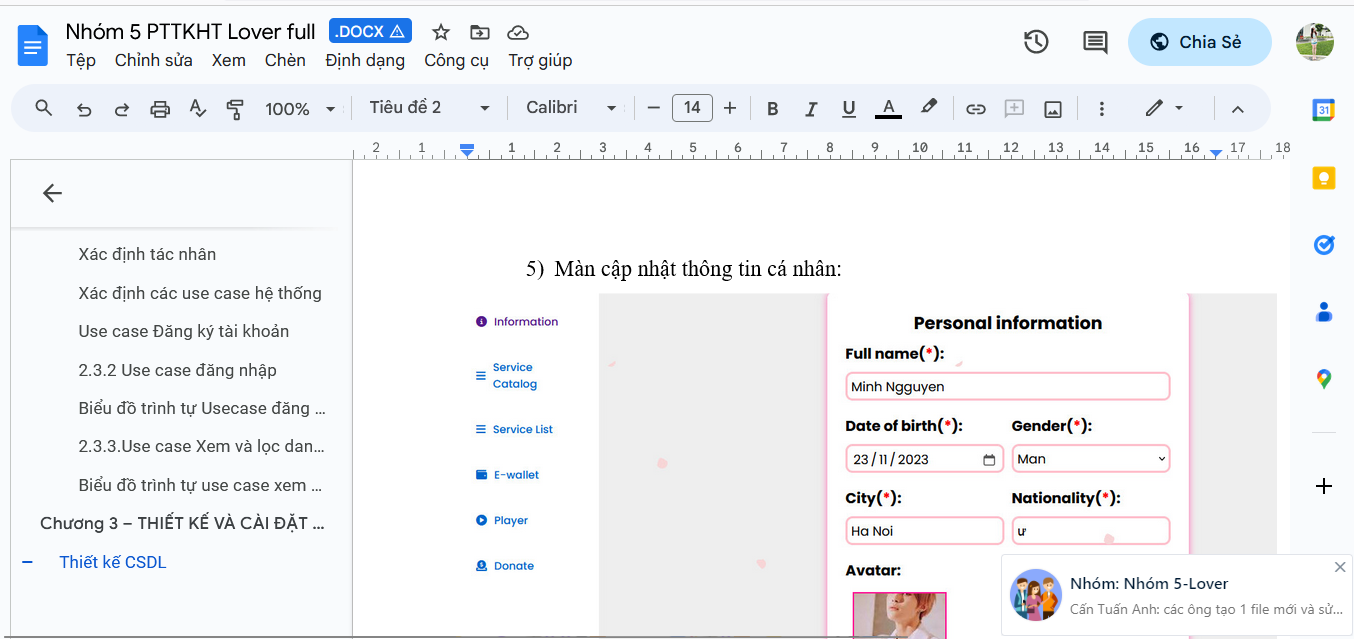 Nhóm 5 PTTKHT Lover full
.DOCX
Tệp Chỉnh sửa Xem Chèn Định dạng Công cụ Trợ giúp
Chia Sẻ
100% Tiêu đề 2 Calibri 14 B I U A
31
2 1 1 2 3 4 5 6 7 8 9 10 11 12 13 14 15 16 17 18
Xác định tác nhân
Xác định các use case hệ thống
Use case Đăng ký tài khoản
2.3.2 Use case đăng nhập
Biểu đồ trình tự Usecase đăng ...
2.3.3.Use case Xem và lọc dan...
Biểu đồ trình tự use case xem ...
Chương 3 – THIẾT KẾ VÀ CÀI ĐẶT ...
Thiết kế CSDL
5) Màn cập nhật thông tin cá nhân:
Information
Service
Catalog
Service List
E-wallet
Player
Donate
Personal information
Full name(*):
Minh Ngguyen
Date of birth(*): Gender(*):
23/11/2023 Man
City(*): Nationality(*):
Ha Noi ư
Avatar:
Nhóm: Nhóm 5-Lover
Cấn Tuấn Anh: các ông tạo 1 file mới và sử...